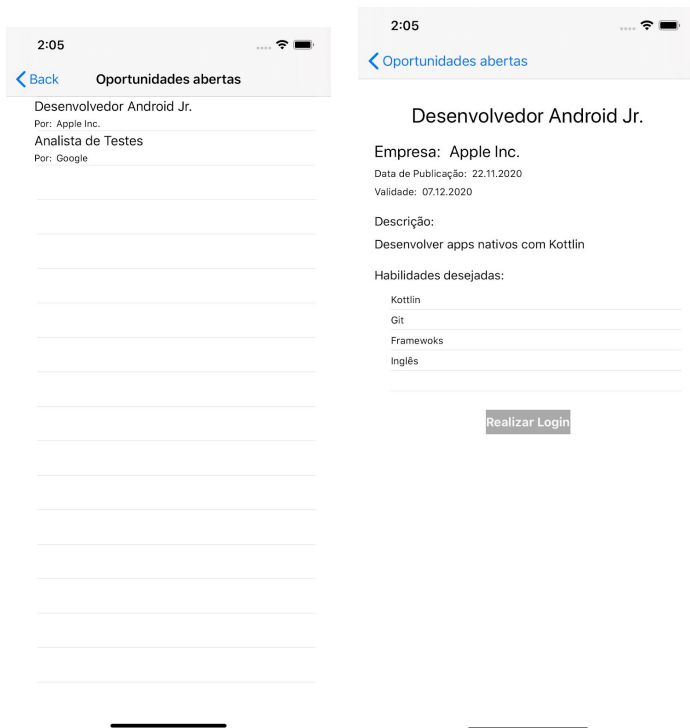 2:05
Back
Oportunidades abertas
Desenvolvedor Android Jr.
Por: Apple Inc.
Analista de Testes
Por: Google
2:05
Oportunidades abertas
Desenvolvedor Android Jr.
Empresa: Apple Inc.
Data de Publicação: 22.11.2020
Validade: 07.12.2020
Descrição:
Desenvolver apps nativos com Kottlin
Habilidades desejadas:
Kottlin
Git
Framewoks
Inglês
Realizar Login